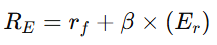 R_E = r_f + β × (E_r)